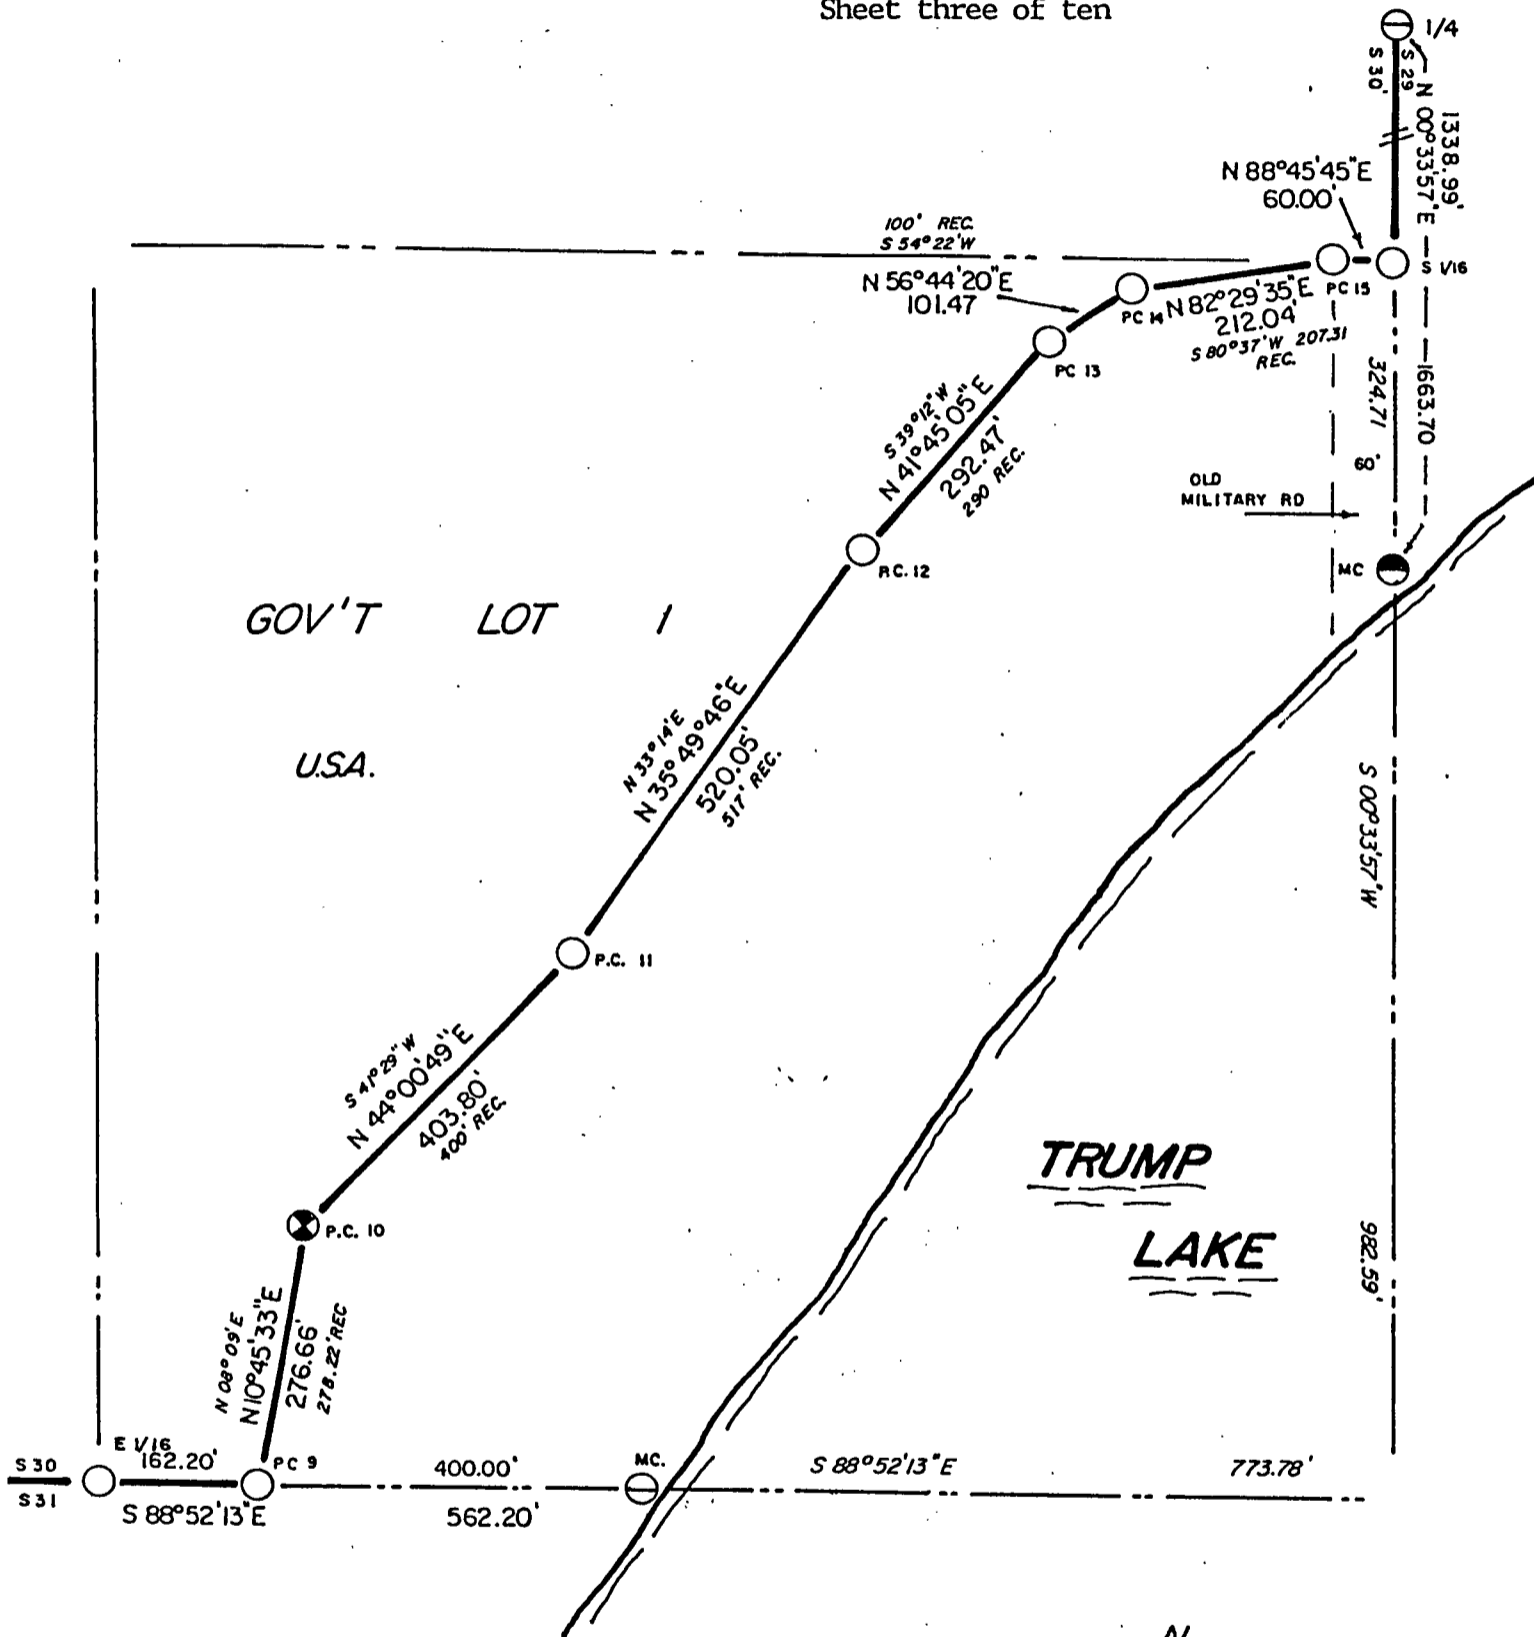 Sheet three of ten
1/4
S 30'
S 29
N 00°33'57"E
1338.99'
N 88°45'45"E
60.00'
100' REC.
S 54°22'W
N 56°44'20"E
101.47
PC 14
N 82°29'35"E
212.04'
S 80°37'W 207.31
REC.
PC 15
S 1/16
PC 13
324.71
1663.70
60'
S 39°12"W
N 41°45'05"E
292.47'
290 REC.
OLD
MILITARY RD
P.C. 12
MC
GOV'T LOT 1
U.S.A.
N 33°14'E
N 35°49°46"E
520.05'
517' REC.
S 00°33'57"W
P.C. 11
S 41°29"W
N 44°00'49"E
403.80'
400' REC.
TRUMP
LAKE
P.C. 10
982.59'
N 08°09'E
N10°45'33"E
276.66'
278.22' REC
E 1/16
162.20'
PC 9
S 30
S 31
S 88°52'13"E
400.00'
562.20'
MC.
S 88°52'13"E
773.78'
N